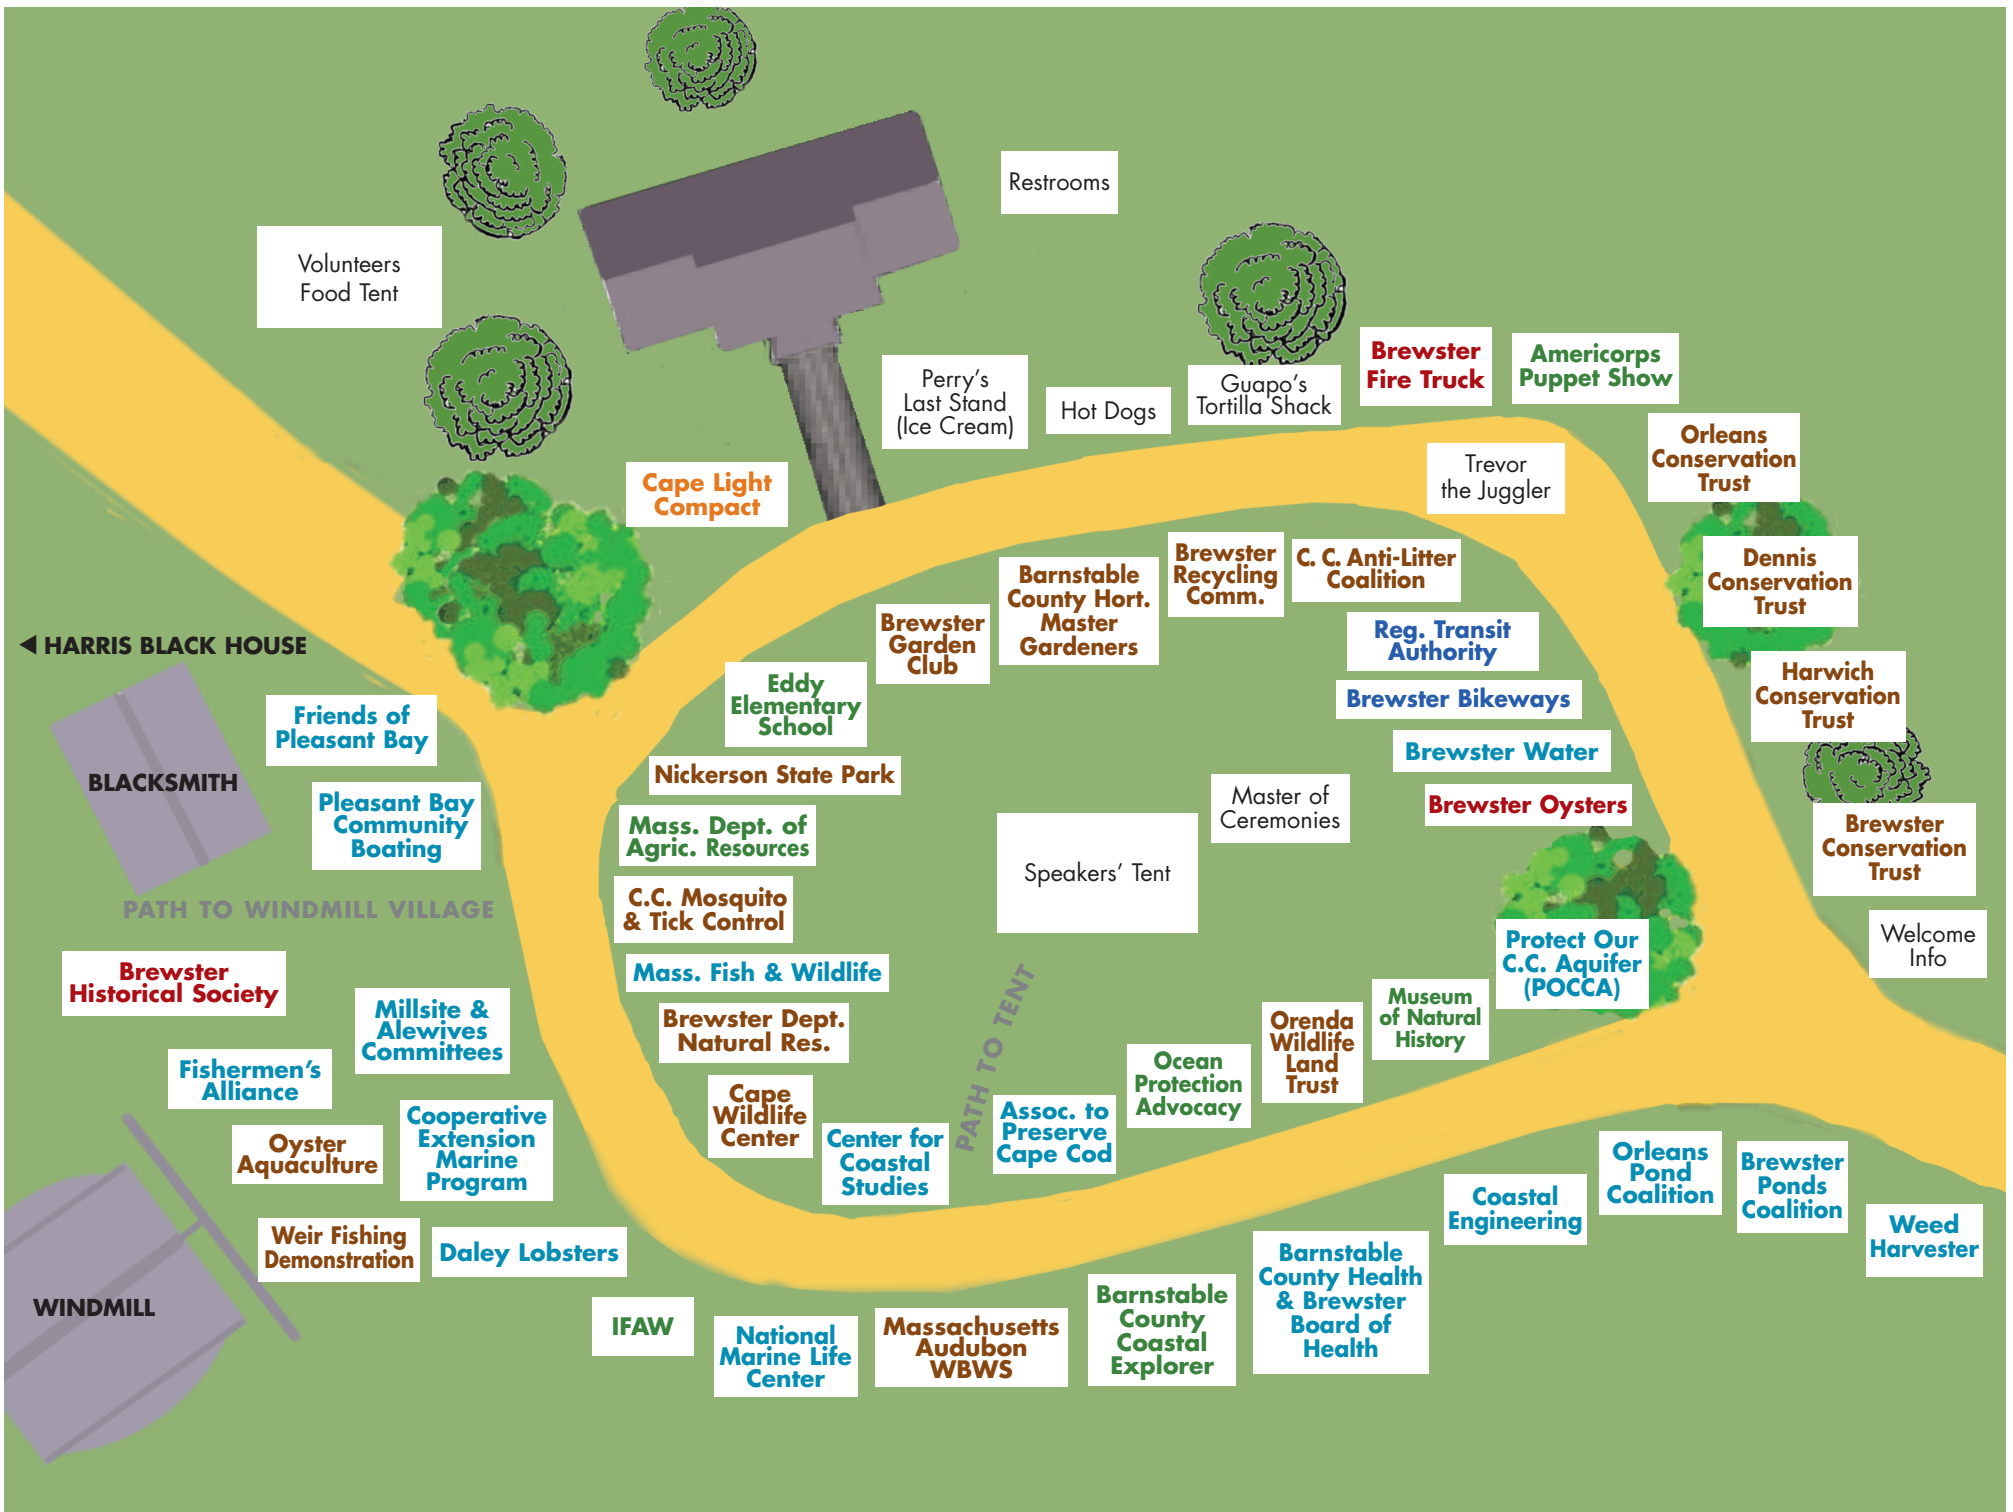 Restrooms
Volunteers
Food Tent
Perry's
Last Stand
(Ice Cream)
Hot Dogs
Guapo's
Tortilla Shack
Brewster
Fire Truck
Americorps
Puppet Show
Orleans
Conservation
Trust
Trevor
the Juggler
Cape Light
Compact
Dennis
Conservation
Trust
Brewster
Recycling
Comm.
C. C. Anti-Litter
Coalition
Barnstable
County Hort.
Master
Gardeners
Brewster
Garden
Club
Reg. Transit
Authority
Harwich
Conservation
Trust
◀ HARRIS BLACK HOUSE
Eddy
Elementary
School
Brewster Bikeways
Friends of
Pleasant Bay
Brewster Water
Nickerson State Park
BLACKSMITH
Pleasant Bay
Community
Boating
Master of
Ceremonies
Brewster Oysters
Mass. Dept. of
Agric. Resources
Brewster
Conservation
Trust
Speakers' Tent
C.C. Mosquito
& Tick Control
PATH TO WINDMILL VILLAGE
Welcome
Info
Protect Our
C.C. Aquifer
(POCCA)
Brewster
Historical Society
Mass. Fish & Wildlife
Millsite &
Alewives
Committees
Museum
of Natural
History
Brewster Dept.
Natural Res.
Orenda
Wildlife
Land
Trust
PATH TO TENT
Fishermen's
Alliance
Ocean
Protection
Advocacy
Cape
Wildlife
Center
Assoc. to
Preserve
Cape Cod
Cooperative
Extension
Marine
Program
Oyster
Aquaculture
Center for
Coastal
Studies
Orleans
Pond
Coalition
Brewster
Ponds
Coalition
Coastal
Engineering
Weed
Harvester
Weir Fishing
Demonstration
Daley Lobsters
Barnstable
County Health
& Brewster
Board of
Health
WINDMILL
IFAW
National
Marine Life
Center
Massachusetts
Audubon
WBWS
Barnstable
County
Coastal
Explorer